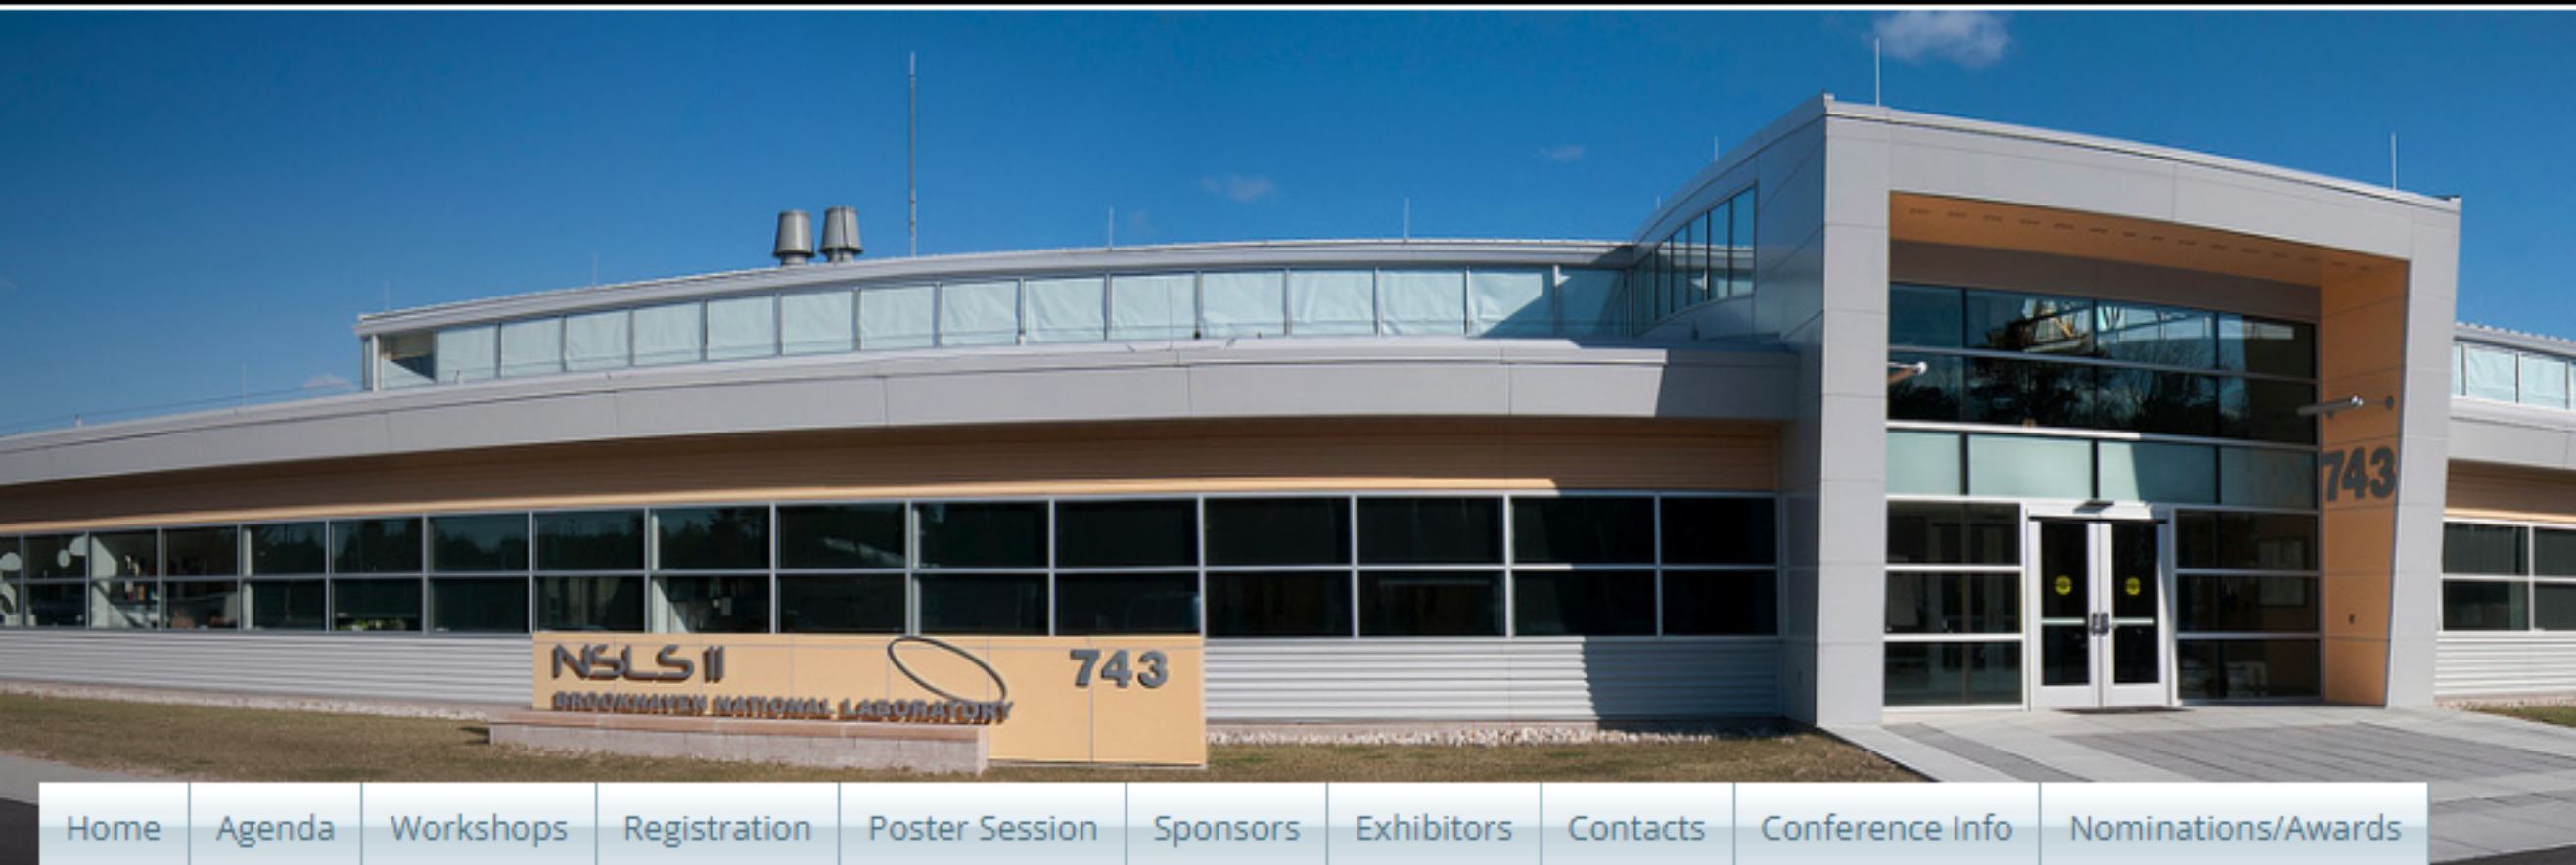 743
NSLS II
743
BROOKHAVEN NATIONAL LABORATORY
Home Agenda Workshops Registration Poster Session Sponsors Exhibitors Contacts Conference Info Nominations/Awards